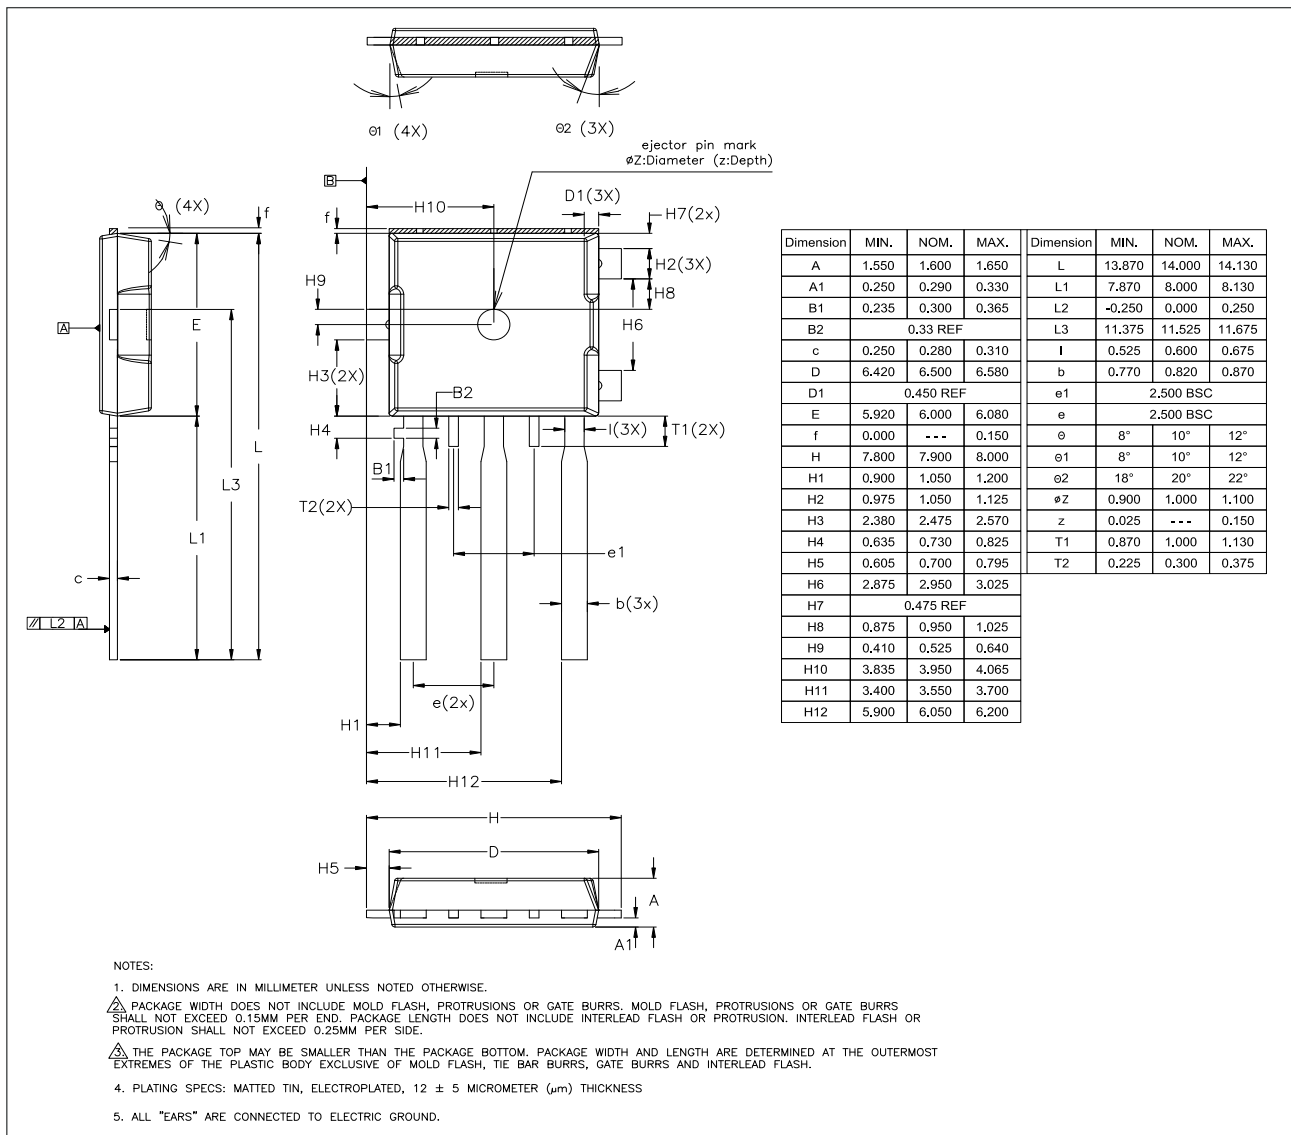 Θ1 (4X)
Θ2 (3X)
ejector pin mark
øZ:Diameter (z:Depth)
B
D1(3X)
H10
H7(2x)
Θ (4X)
f
f
H2(3X)
H9
H8
A
E
H6
H3(2X)
B2
H4
I(3X)
T1(2X)
L
B1
L3
T2(2X)
L1
e1
c
b(3x)
// L2 A
e(2x)
H1
H11
H12
H
D
H5
A
A1
Dimension MIN. NOM. MAX. Dimension MIN. NOM. MAX.
A 1.550 1.600 1.650 L 13.870 14.000 14.130
A1 0.250 0.290 0.330 L1 7.870 8.000 8.130
B1 0.235 0.300 0.365 L2 -0.250 0.000 0.250
B2 0.33 REF L3 11.375 11.525 11.675
c 0.250 0.280 0.310 I 0.525 0.600 0.675
D 6.420 6.500 6.580 b 0.770 0.820 0.870
D1 0.450 REF e1 2.500 BSC
E 5.920 6.000 6.080 e 2.500 BSC
f 0.000 --- 0.150 Θ 8° 10° 12°
H 7.800 7.900 8.000 Θ1 8° 10° 12°
H1 0.900 1.050 1.200 Θ2 18° 20° 22°
H2 0.975 1.050 1.125 øZ 0.900 1.000 1.100
H3 2.380 2.475 2.570 z 0.025 --- 0.150
H4 0.635 0.730 0.825 T1 0.870 1.000 1.130
H5 0.605 0.700 0.795 T2 0.225 0.300 0.375
H6 2.875 2.950 3.025
H7 0.475 REF
H8 0.875 0.950 1.025
H9 0.410 0.525 0.640
H10 3.835 3.950 4.065
H11 3.400 3.550 3.700
H12 5.900 6.050 6.200
NOTES:
1. DIMENSIONS ARE IN MILLIMETER UNLESS NOTED OTHERWISE.
2. PACKAGE WIDTH DOES NOT INCLUDE MOLD FLASH, PROTRUSIONS OR GATE BURRS. MOLD FLASH, PROTRUSIONS OR GATE BURRS
SHALL NOT EXCEED 0.15MM PER END. PACKAGE LENGTH DOES NOT INCLUDE INTERLEAD FLASH OR PROTRUSION. INTERLEAD FLASH OR
PROTRUSION SHALL NOT EXCEED 0.25MM PER SIDE.
3. THE PACKAGE TOP MAY BE SMALLER THAN THE PACKAGE BOTTOM. PACKAGE WIDTH AND LENGTH ARE DETERMINED AT THE OUTERMOST
EXTREMES OF THE PLASTIC BODY EXCLUSIVE OF MOLD FLASH, TIE BAR BURRS, GATE BURRS AND INTERLEAD FLASH.
4. PLATING SPECS: MATTED TIN, ELECTROPLATED, 12 ± 5 MICROMETER (µm) THICKNESS
5. ALL "EARS" ARE CONNECTED TO ELECTRIC GROUND.